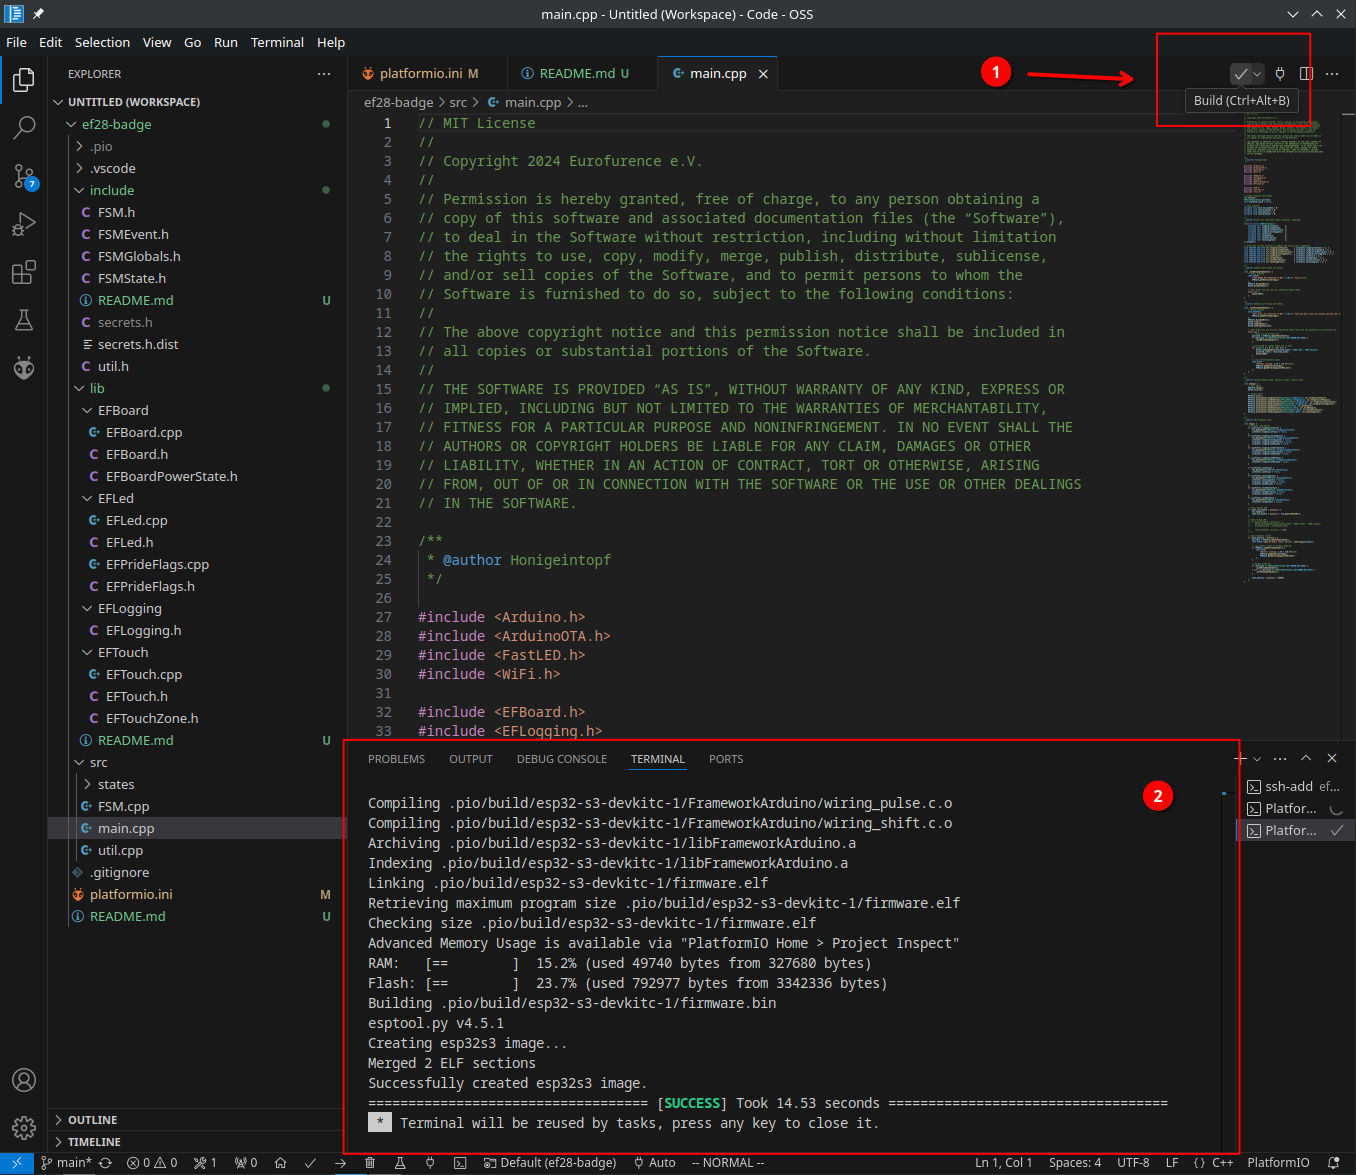 main.cpp - Untitled (Workspace) - Code - OSS
File Edit Selection View Go Run Terminal Help
EXPLORER
UNTITLED (WORKSPACE)
ef28-badge
.pio
.vscode
include
FSM.h
FSMEvent.h
FSMGlobals.h
FSMState.h
README.md U
secrets.h
secrets.h.dist
util.h
lib
EFBoard
EFBoard.cpp
EFBoard.h
EFBoardPowerState.h
EFLed
EFLed.cpp
EFLed.h
EFPrideFlags.cpp
EFPrideFlags.h
EFLogging
EFLogging.h
EFTouch
EFTouch.cpp
EFTouch.h
EFTouchZone.h
README.md U
src
states
FSM.cpp
main.cpp
util.cpp
.gitignore
platformio.ini M
README.md U
OUTLINE
TIMELINE
7
platformio.ini M README.md U main.cpp
1
Build (Ctrl+Alt+B)
ef28-badge > src > main.cpp > ...
1 // MIT License
2 //
3 // Copyright 2024 Eurofurence e.V.
4 //
5 // Permission is hereby granted, free of charge, to any person obtaining a
6 // copy of this software and associated documentation files (the “Software”),
7 // to deal in the Software without restriction, including without limitation
8 // the rights to use, copy, modify, merge, publish, distribute, sublicense,
9 // and/or sell copies of the Software, and to permit persons to whom the
10 // Software is furnished to do so, subject to the following conditions:
11 //
12 // The above copyright notice and this permission notice shall be included in
13 // all copies or substantial portions of the Software.
14 //
15 // THE SOFTWARE IS PROVIDED “AS IS”, WITHOUT WARRANTY OF ANY KIND, EXPRESS OR
16 // IMPLIED, INCLUDING BUT NOT LIMITED TO THE WARRANTIES OF MERCHANTABILITY,
17 // FITNESS FOR A PARTICULAR PURPOSE AND NONINFRINGEMENT. IN NO EVENT SHALL THE
18 // AUTHORS OR COPYRIGHT HOLDERS BE LIABLE FOR ANY CLAIM, DAMAGES OR OTHER
19 // LIABILITY, WHETHER IN AN ACTION OF CONTRACT, TORT OR OTHERWISE, ARISING
20 // FROM, OUT OF OR IN CONNECTION WITH THE SOFTWARE OR THE USE OR OTHER DEALINGS
21 // IN THE SOFTWARE.
22
23 /**
24 * @author Honigeintopf
25 */
26
27 #include <Arduino.h>
28 #include <ArduinoOTA.h>
29 #include <FastLED.h>
30 #include <WiFi.h>
31
32 #include <EFBoard.h>
33 #include <EFLogging.h>
PROBLEMS OUTPUT DEBUG CONSOLE TERMINAL PORTS
2
ssh-add ef...
Platfor...
Platfor...
Compiling .pio/build/esp32-s3-devkitc-1/FrameworkArduino/wiring_pulse.c.o
Compiling .pio/build/esp32-s3-devkitc-1/FrameworkArduino/wiring_shift.c.o
Archiving .pio/build/esp32-s3-devkitc-1/libFrameworkArduino.a
Indexing .pio/build/esp32-s3-devkitc-1/libFrameworkArduino.a
Linking .pio/build/esp32-s3-devkitc-1/firmware.elf
Retrieving maximum program size .pio/build/esp32-s3-devkitc-1/firmware.elf
Checking size .pio/build/esp32-s3-devkitc-1/firmware.elf
Advanced Memory Usage is available via "PlatformIO Home > Project Inspect"
RAM: [== ] 15.2% (used 49740 bytes from 327680 bytes)
Flash: [== ] 23.7% (used 792977 bytes from 3342336 bytes)
Building .pio/build/esp32-s3-devkitc-1/firmware.bin
esptool.py v4.5.1
Creating esp32s3 image...
Merged 2 ELF sections
Successfully created esp32s3 image.
=================================== [SUCCESS] Took 14.53 seconds ===================================
* Terminal will be reused by tasks, press any key to close it.
main* 0 0 1 0 Default (ef28-badge) Auto -- NORMAL -- Ln 1, Col 1 Spaces: 4 UTF-8 LF {} C++ PlatformIO